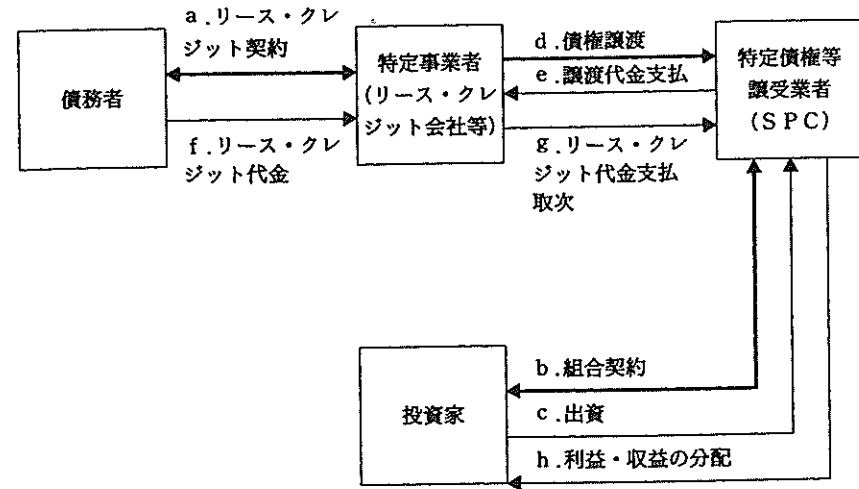 a.リース・クレ
ジット契約
債務者
f.リース・クレ
ジット代金
特定事業者
(リース・クレ
ジット会社等)
d.債権譲渡
e.譲渡代金支払
g.リース・クレ
ジット代金支払
取次
特定債権等
譲受業者
(SPC)
投資家
b.組合契約
c.出資
h.利益・収益の分配